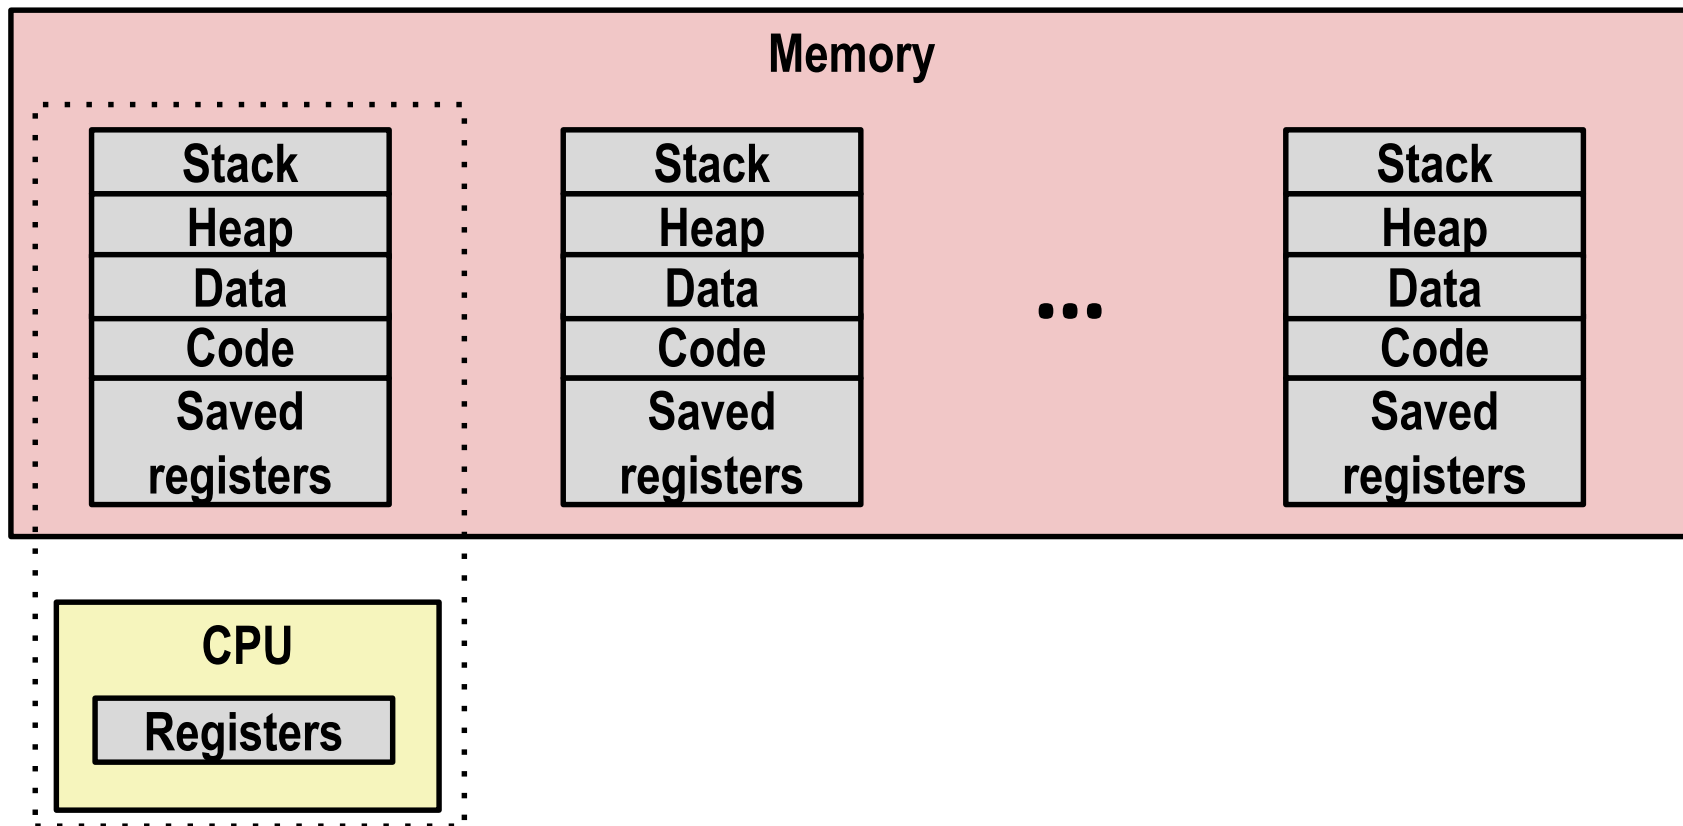 Memory
Stack
Heap
Data
Code
Saved
registers
Stack
Heap
Data
Code
Saved
registers
...
Stack
Heap
Data
Code
Saved
registers
CPU
Registers